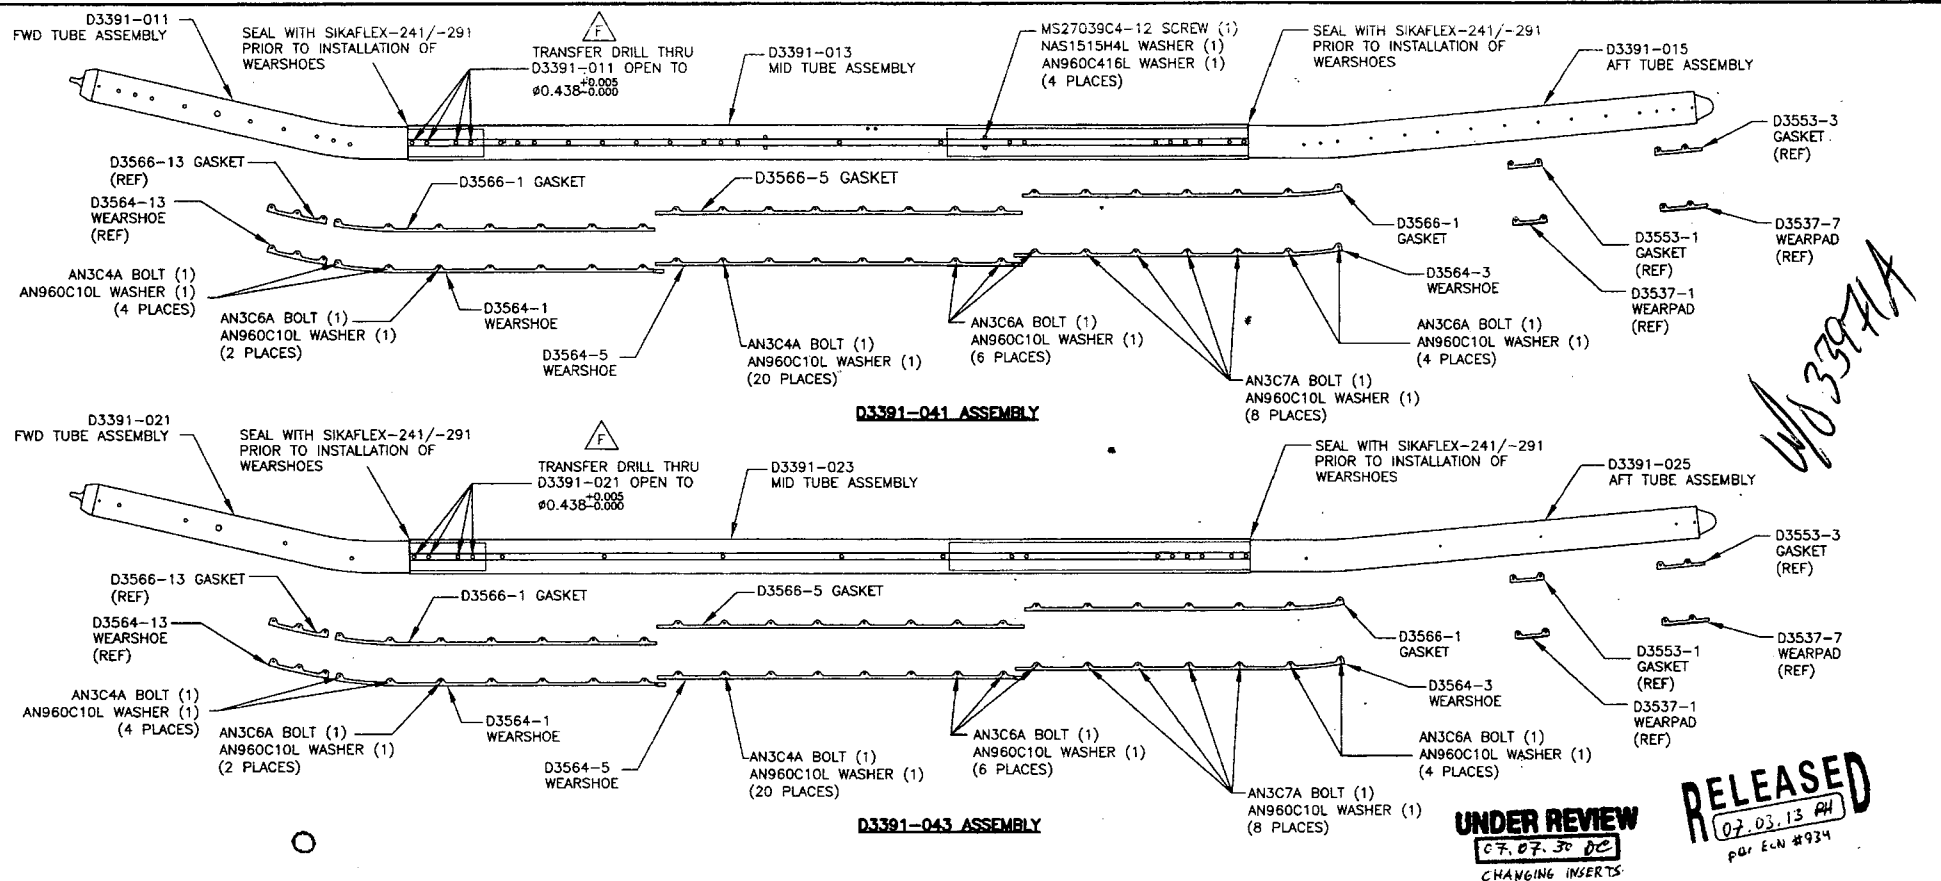 D3391-011
FWD TUBE ASSEMBLY
SEAL WITH SIKAFLEX-241/-291
PRIOR TO INSTALLATION OF
WEARSHOES
F
TRANSFER DRILL THRU
D3391-011 OPEN TO
ø0.438+0.005-0.000
D3391-013
MID TUBE ASSEMBLY
MS27039C4-12 SCREW (1)
NAS1515H4L WASHER (1)
AN960C416L WASHER (1)
(4 PLACES)
SEAL WITH SIKAFLEX-241/-291
PRIOR TO INSTALLATION OF
WEARSHOES
D3391-015
AFT TUBE ASSEMBLY
D3553-3
GASKET
(REF)
D3566-13 GASKET
(REF)
D3564-13
WEARSHOE
(REF)
D3566-1 GASKET
D3566-5 GASKET
D3566-1
GASKET
D3553-1
GASKET
(REF)
D3537-7
WEARPAD
(REF)
AN3C4A BOLT (1)
AN960C10L WASHER (1)
(4 PLACES)
AN3C6A BOLT (1)
AN960C10L WASHER (1)
(2 PLACES)
D3564-1
WEARSHOE
D3564-5
WEARSHOE
AN3C4A BOLT (1)
AN960C10L WASHER (1)
(20 PLACES)
AN3C6A BOLT (1)
AN960C10L WASHER (1)
(6 PLACES)
D3564-3
WEARSHOE
D3537-1
WEARPAD
(REF)
AN3C6A BOLT (1)
AN960C10L WASHER (1)
(4 PLACES)
AN3C7A BOLT (1)
AN960C10L WASHER (1)
(8 PLACES)
D3391-041 ASSEMBLY
D3391-021
FWD TUBE ASSEMBLY
SEAL WITH SIKAFLEX-241/-291
PRIOR TO INSTALLATION OF
WEARSHOES
F
TRANSFER DRILL THRU
D3391-021 OPEN TO
ø0.438+0.005-0.000
D3391-023
MID TUBE ASSEMBLY
SEAL WITH SIKAFLEX-241/-291
PRIOR TO INSTALLATION OF
WEARSHOES
D3391-025
AFT TUBE ASSEMBLY
D3553-3
GASKET
(REF)
D3566-13 GASKET
(REF)
D3564-13
WEARSHOE
(REF)
D3566-1 GASKET
D3566-5 GASKET
D3566-1
GASKET
D3553-1
GASKET
(REF)
D3537-7
WEARPAD
(REF)
AN3C4A BOLT (1)
AN960C10L WASHER (1)
(4 PLACES)
AN3C6A BOLT (1)
AN960C10L WASHER (1)
(2 PLACES)
D3564-1
WEARSHOE
D3564-5
WEARSHOE
AN3C4A BOLT (1)
AN960C10L WASHER (1)
(20 PLACES)
AN3C6A BOLT (1)
AN960C10L WASHER (1)
(6 PLACES)
D3564-3
WEARSHOE
D3537-1
WEARPAD
(REF)
AN3C6A BOLT (1)
AN960C10L WASHER (1)
(4 PLACES)
AN3C7A BOLT (1)
AN960C10L WASHER (1)
(8 PLACES)
D3391-043 ASSEMBLY
UNDER REVIEW
07.07.30
CHANGING INSERTS
RELEASED
07.03.13
per ECN #934